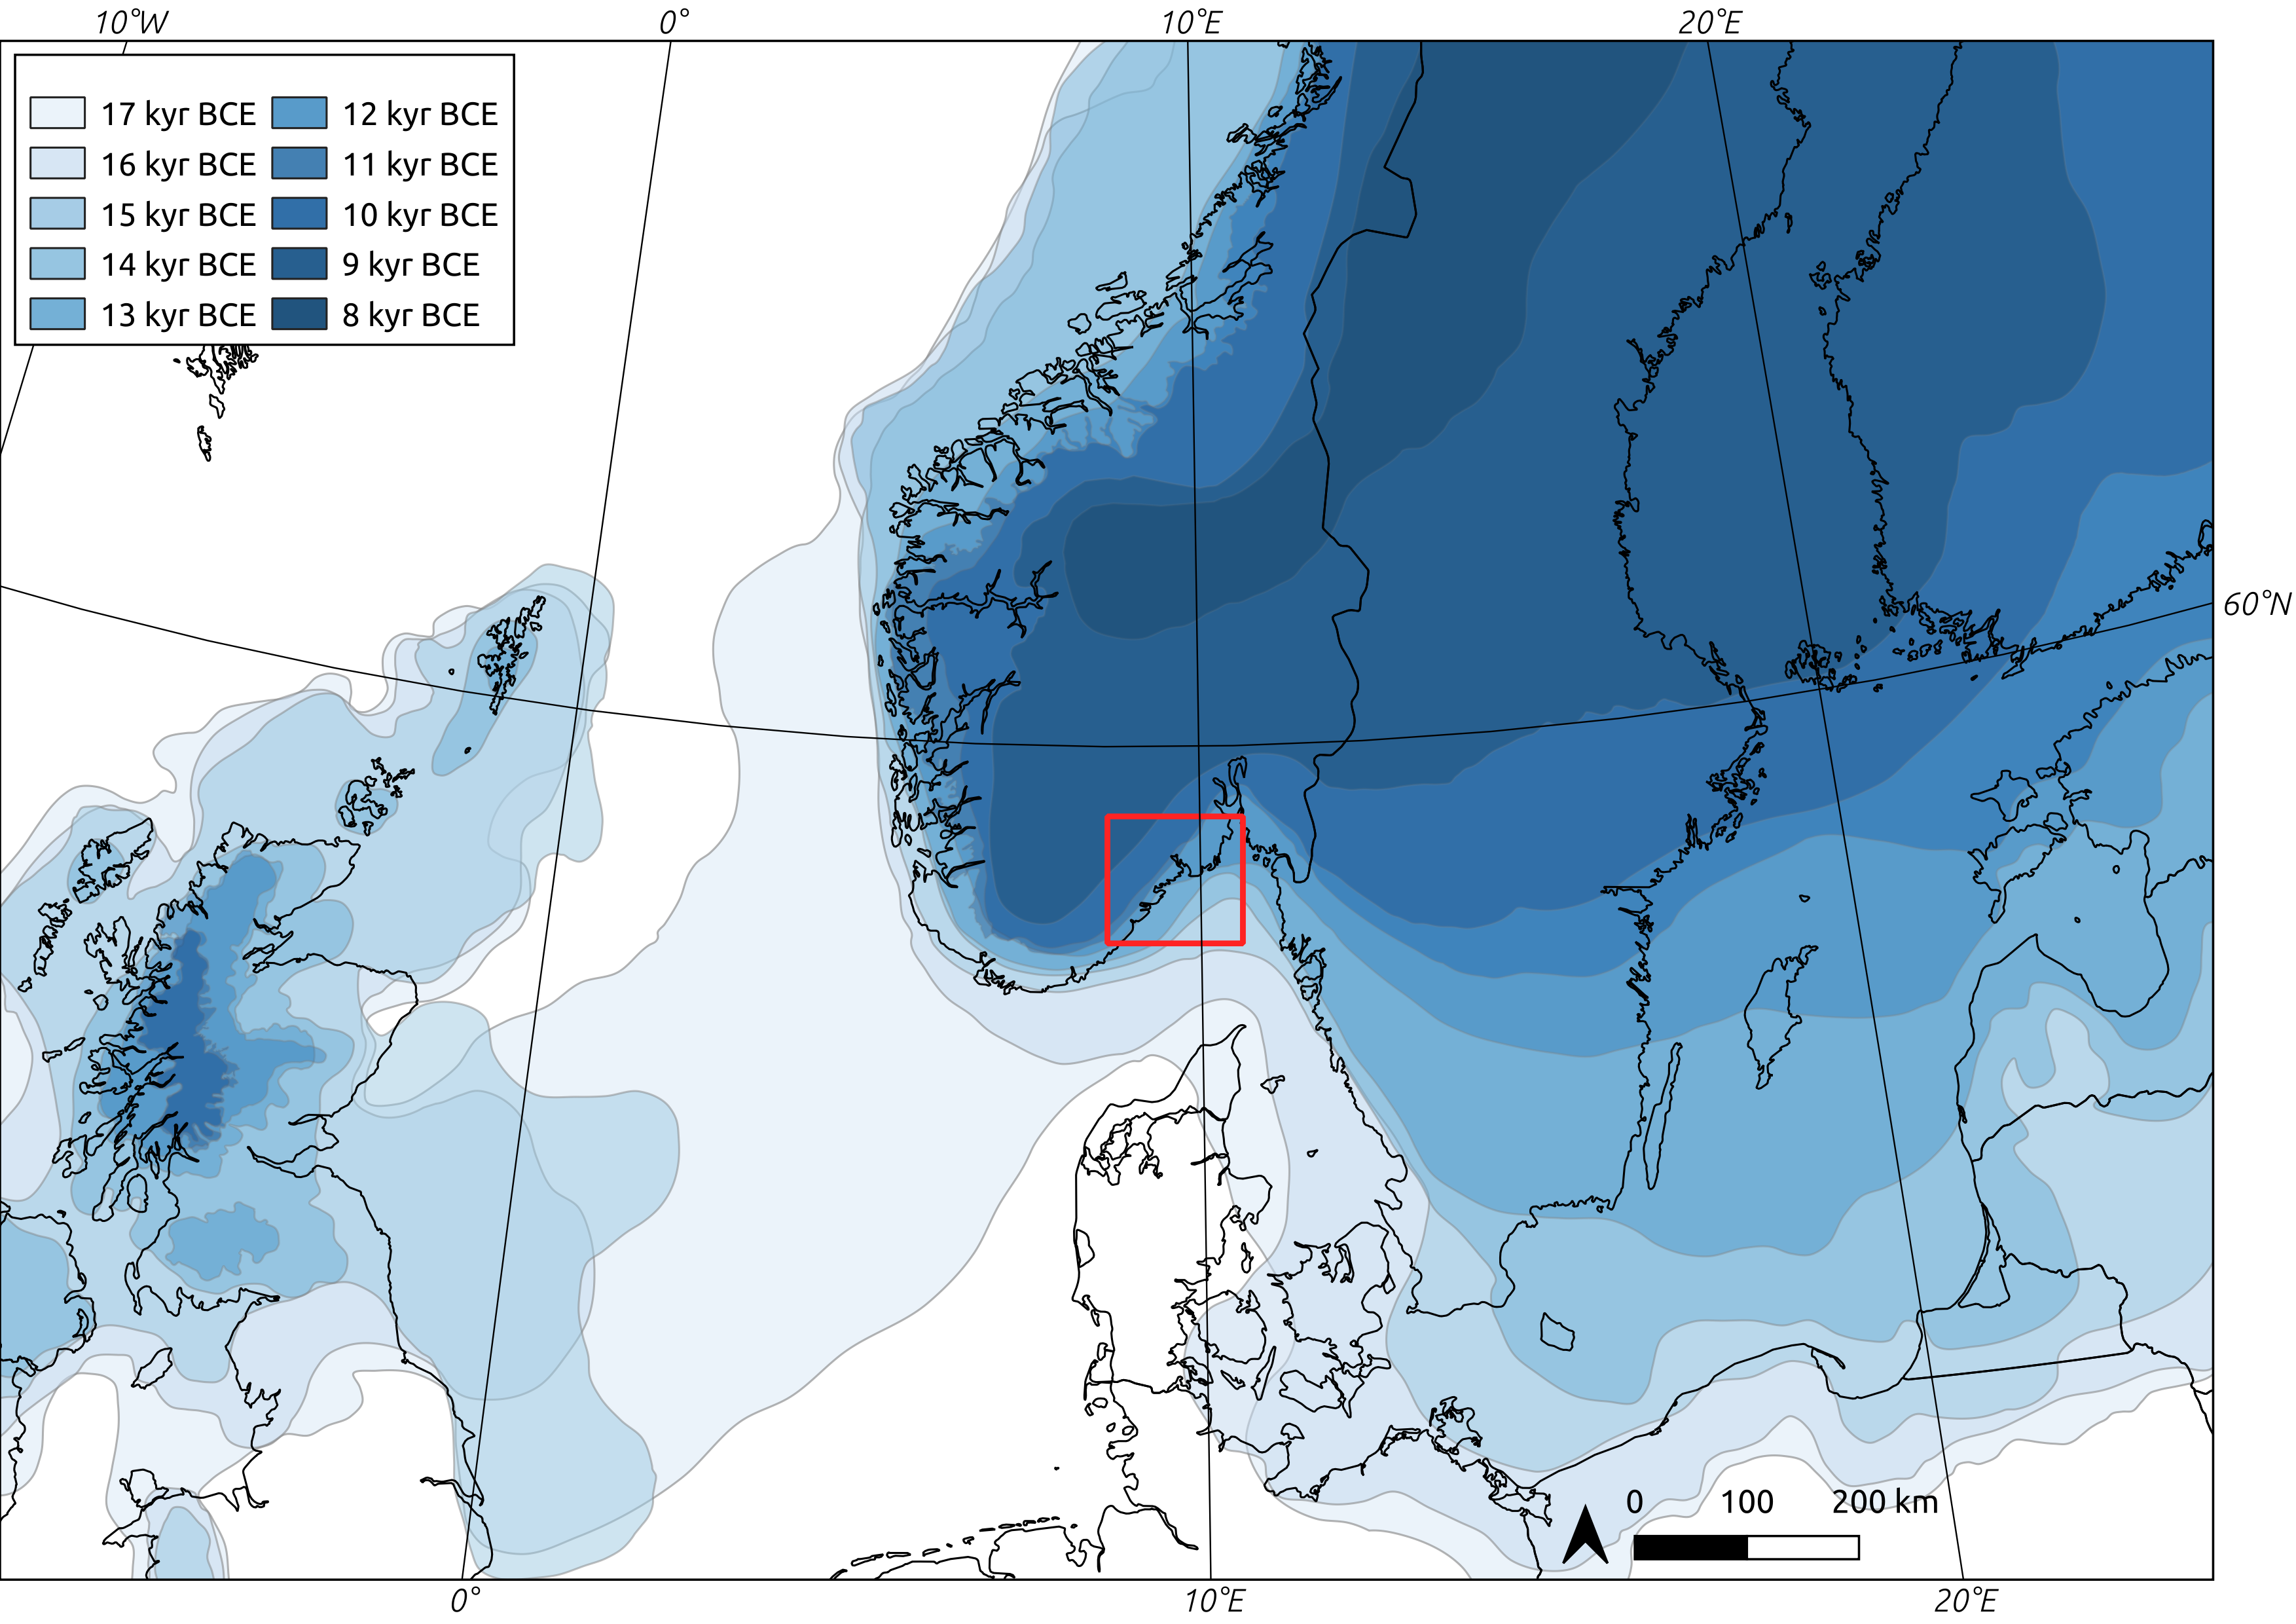 10°W 0° 10°E 20°E
17 kyr BCE 12 kyr BCE
16 kyr BCE 11 kyr BCE
15 kyr BCE 10 kyr BCE
14 kyr BCE 9 kyr BCE
13 kyr BCE 8 kyr BCE
60°N
0 100 200 km
0° 10°E 20°E